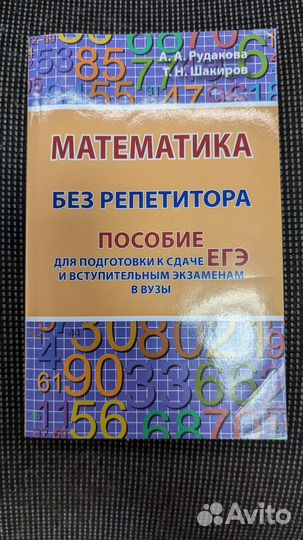 А. А. Рудакова
Т. Н. Шакиров
МАТЕМАТИКА
БЕЗ РЕПЕТИТОРА
ПОСОБИЕ
ДЛЯ ПОДГОТОВКИ К СДАЧЕ ЕГЭ
И ВСТУПИТЕЛЬНЫМ ЭКЗАМЕНАМ
В ВУЗЫ
Avito